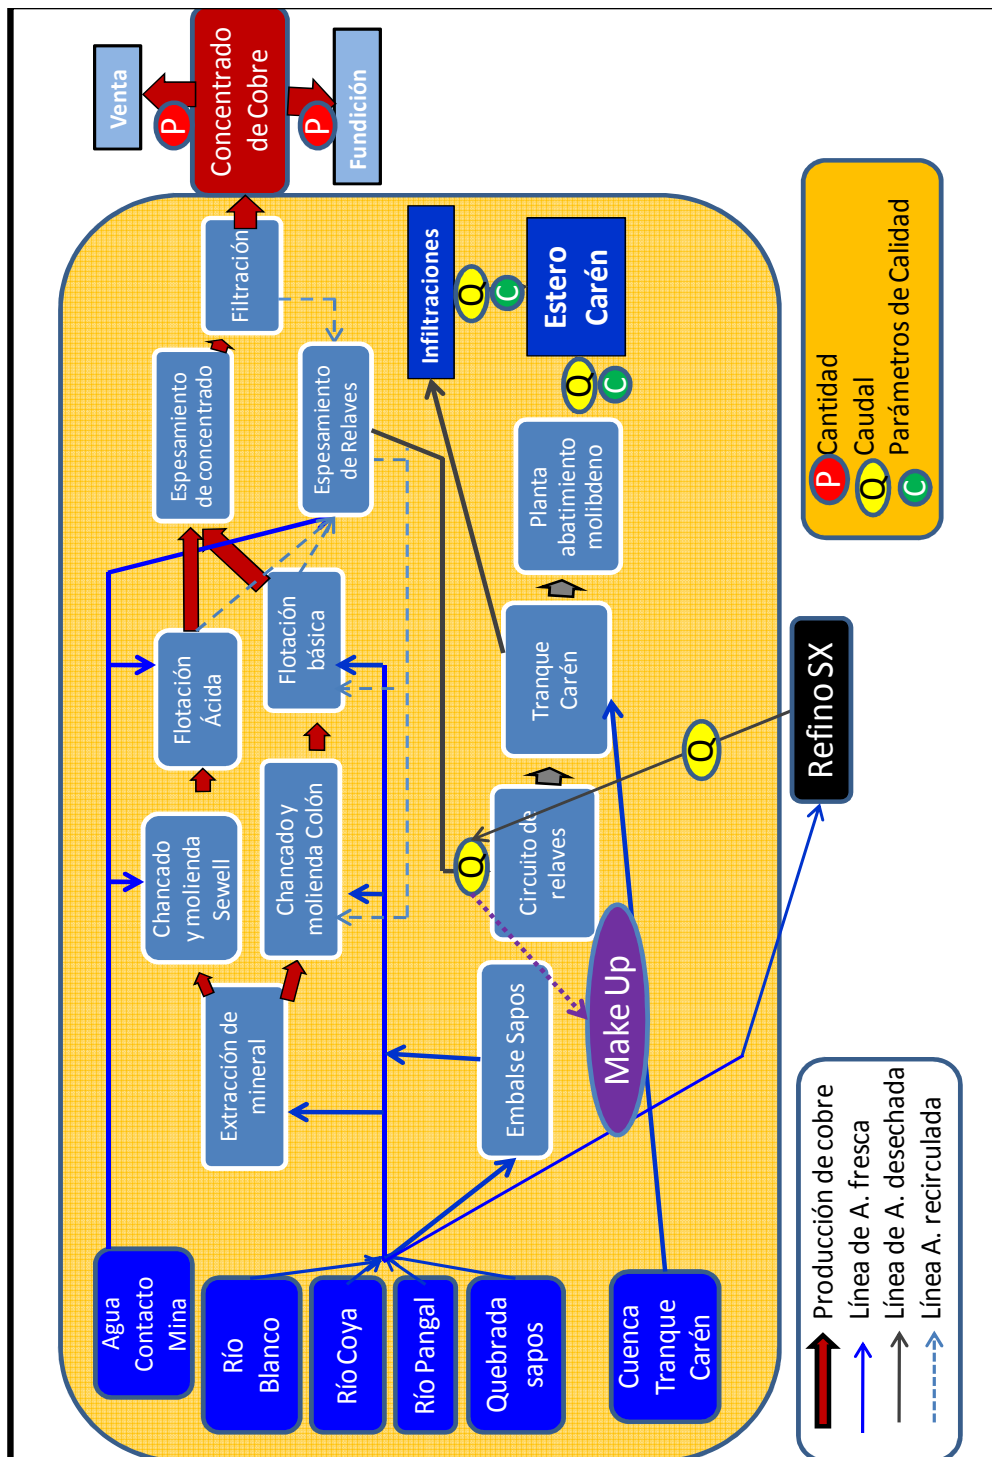 Agua
Contacto
Mina
Río
Blanco
Río Coya
Río Pangal
Quebrada
sapos
Cuenca
Tranque
Carén
Extracción de
mineral
Embalse Sapos
Make Up
Chancado
y molienda
Sewell
Chancado y
molienda Colón
Circuito de
relaves
Q
Flotación
Ácida
Flotación
básica
Tranque
Carén
Q
Refino SX
Espesamiento
de concentrado
Espesamiento
de Relaves
Planta
abatimiento
molibdeno
Q
C
Filtración
Infiltraciones
Q
C
Estero
Carén
Concentrado
de Cobre
P
P
Venta
Fundición
Producción de cobre
Línea de A. fresca
Línea de A. desechada
Línea A. recirculada
P Cantidad
Q Caudal
C Parámetros de Calidad